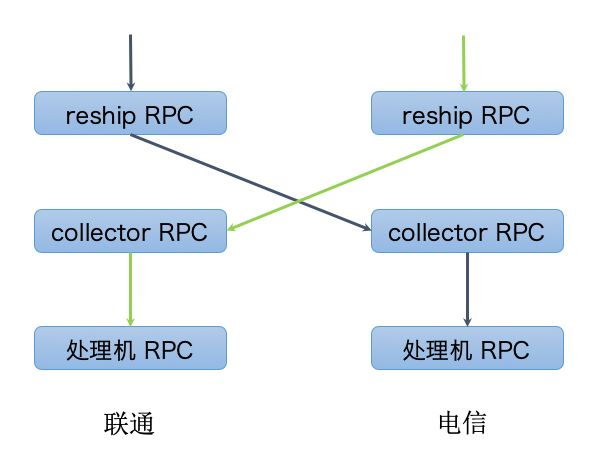 reship RPC
reship RPC
collector RPC
collector RPC
处理机 RPC
处理机 RPC
联通
电信